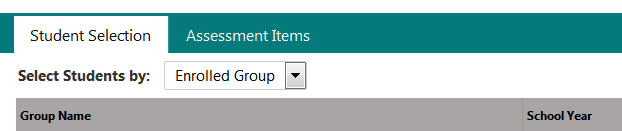 Student Selection Assessment Items
Select Students by: Enrolled Group
Group Name School Year